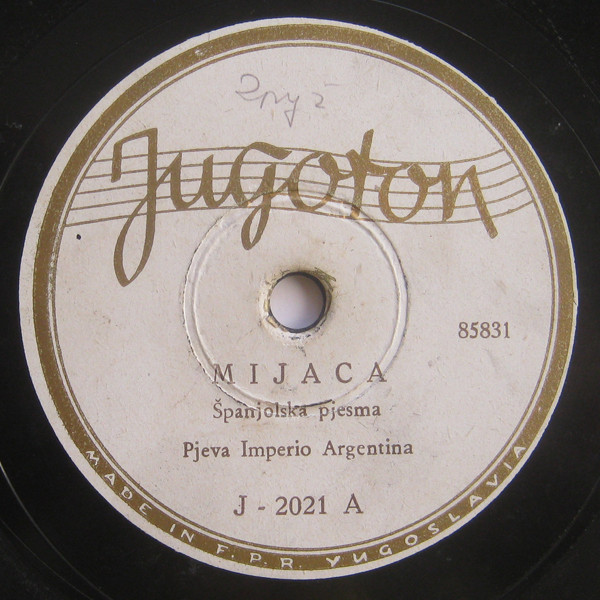 Jugoton
85831
MIJACA
Španjolska pjesma
Pjeva Imperio Argentina
J - 2021 A
MADE IN F. P. R. YUGOSLAVIA